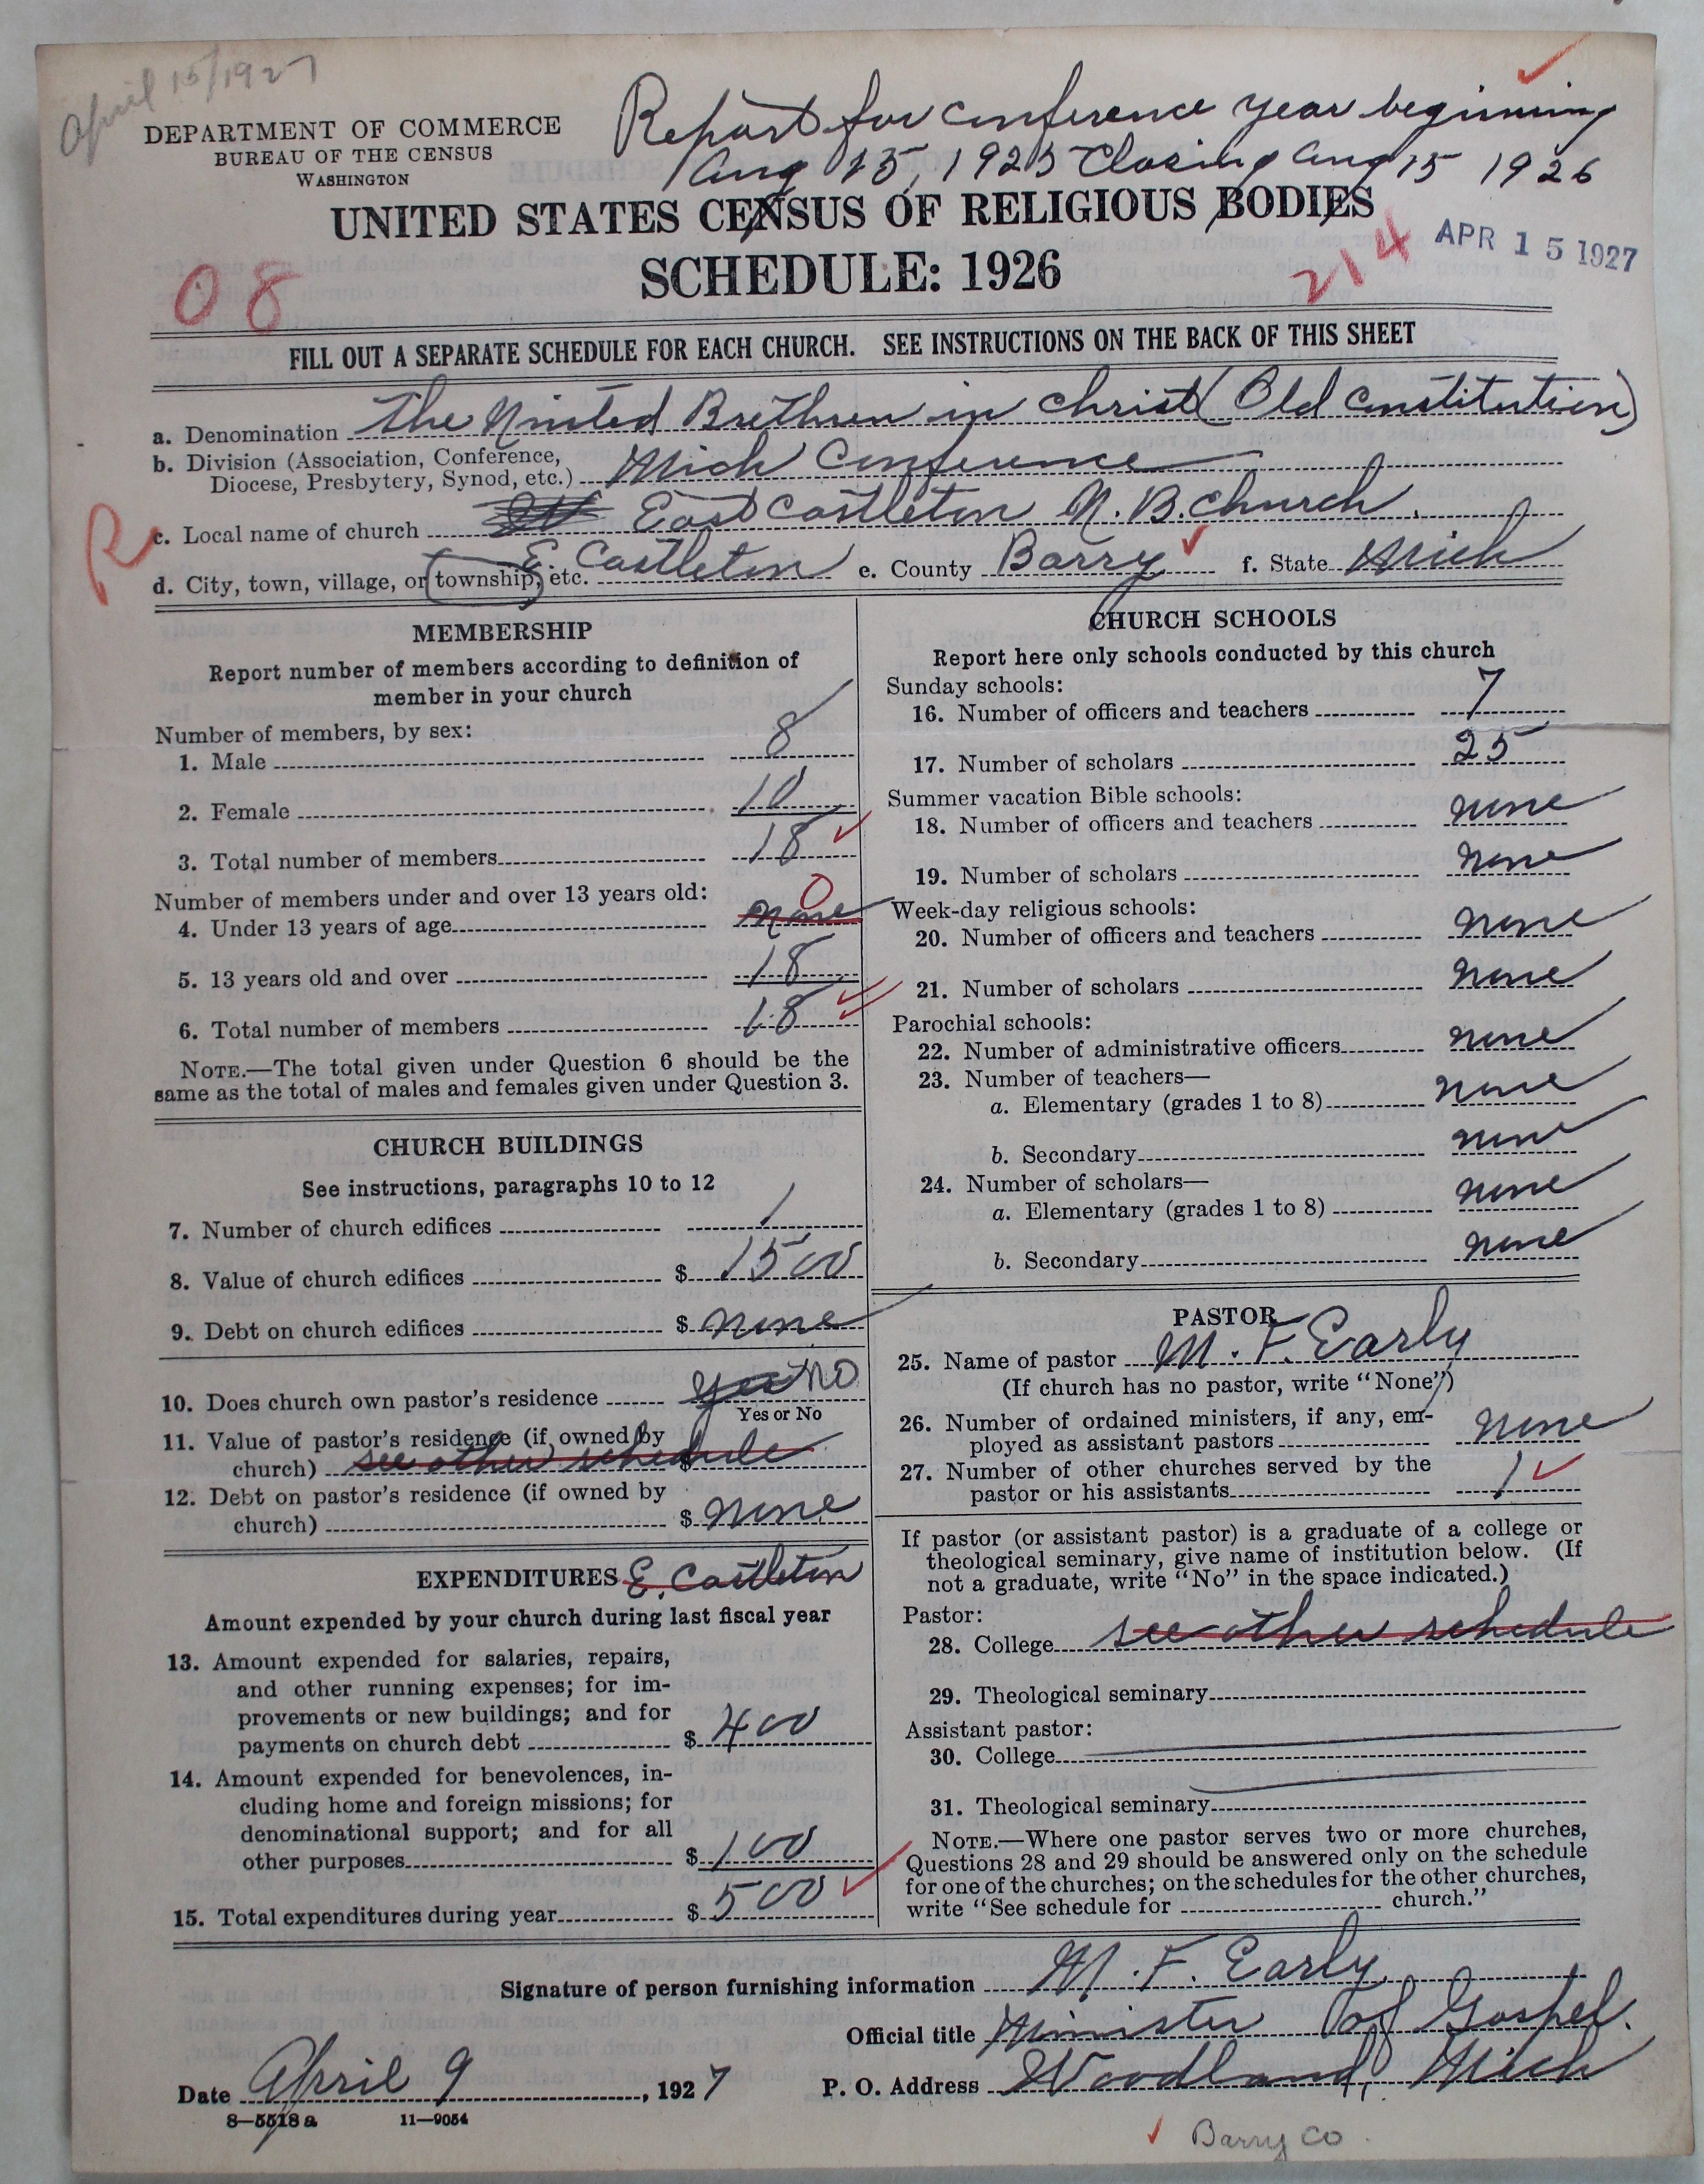 April 15/1927
DEPARTMENT OF COMMERCE
BUREAU OF THE CENSUS
WASHINGTON
Report for conference year beginning
Aug 15, 1925 Closing Aug 15 1926
UNITED STATES CENSUS OF RELIGIOUS BODIES
SCHEDULE: 1926
08
214
APR 15 1927
FILL OUT A SEPARATE SCHEDULE FOR EACH CHURCH. SEE INSTRUCTIONS ON THE BACK OF THIS SHEET
a. Denomination The United Brethren in Christ (Old Constitution)
b. Division (Association, Conference,
Diocese, Presbytery, Synod, etc.) Mich Conference
R
c. Local name of church East Castleton U. B. Church.
d. City, town, village, or township, etc. E. Castleton e. County Barry f. State Mich
MEMBERSHIP
Report number of members according to definition of
member in your church
Number of members, by sex:
1. Male 8
2. Female 10
3. Total number of members 18
Number of members under and over 13 years old: 0
4. Under 13 years of age none
5. 13 years old and over 18
6. Total number of members 18
NOTE.—The total given under Question 6 should be the
same as the total of males and females given under Question 3.
CHURCH BUILDINGS
See instructions, paragraphs 10 to 12
7. Number of church edifices 1
8. Value of church edifices $ 1500
9. Debt on church edifices $ none
10. Does church own pastor's residence yes NO
Yes or No
11. Value of pastor's residence (if owned by
church) see other schedule $
12. Debt on pastor's residence (if owned by
church) $ none
EXPENDITURES E. Castleton
Amount expended by your church during last fiscal year
13. Amount expended for salaries, repairs,
and other running expenses; for im-
provements or new buildings; and for
payments on church debt $ 400
14. Amount expended for benevolences, in-
cluding home and foreign missions; for
denominational support; and for all
other purposes $ 100
15. Total expenditures during year $ 500
CHURCH SCHOOLS
Report here only schools conducted by this church
Sunday schools:
16. Number of officers and teachers 7
17. Number of scholars 25
Summer vacation Bible schools:
18. Number of officers and teachers none
19. Number of scholars none
Week-day religious schools:
20. Number of officers and teachers none
21. Number of scholars none
Parochial schools:
22. Number of administrative officers none
23. Number of teachers—
a. Elementary (grades 1 to 8) none
b. Secondary none
24. Number of scholars—
a. Elementary (grades 1 to 8) none
b. Secondary none
PASTOR
25. Name of pastor M. F. Early
(If church has no pastor, write "None")
26. Number of ordained ministers, if any, em-
ployed as assistant pastors none
27. Number of other churches served by the
pastor or his assistants 1
If pastor (or assistant pastor) is a graduate of a college or
theological seminary, give name of institution below. (If
not a graduate, write "No" in the space indicated.)
Pastor:
28. College see other schedule
29. Theological seminary
Assistant pastor:
30. College
31. Theological seminary
NOTE.—Where one pastor serves two or more churches,
Questions 28 and 29 should be answered only on the schedule
for one of the churches; on the schedules for the other churches,
write "See schedule for church."
Signature of person furnishing information M. F. Early
Official title Minister of Gospel.
Date April 9, 1927 P. O. Address Woodland, Mich
8—5518 a 11—9054
Barry Co.